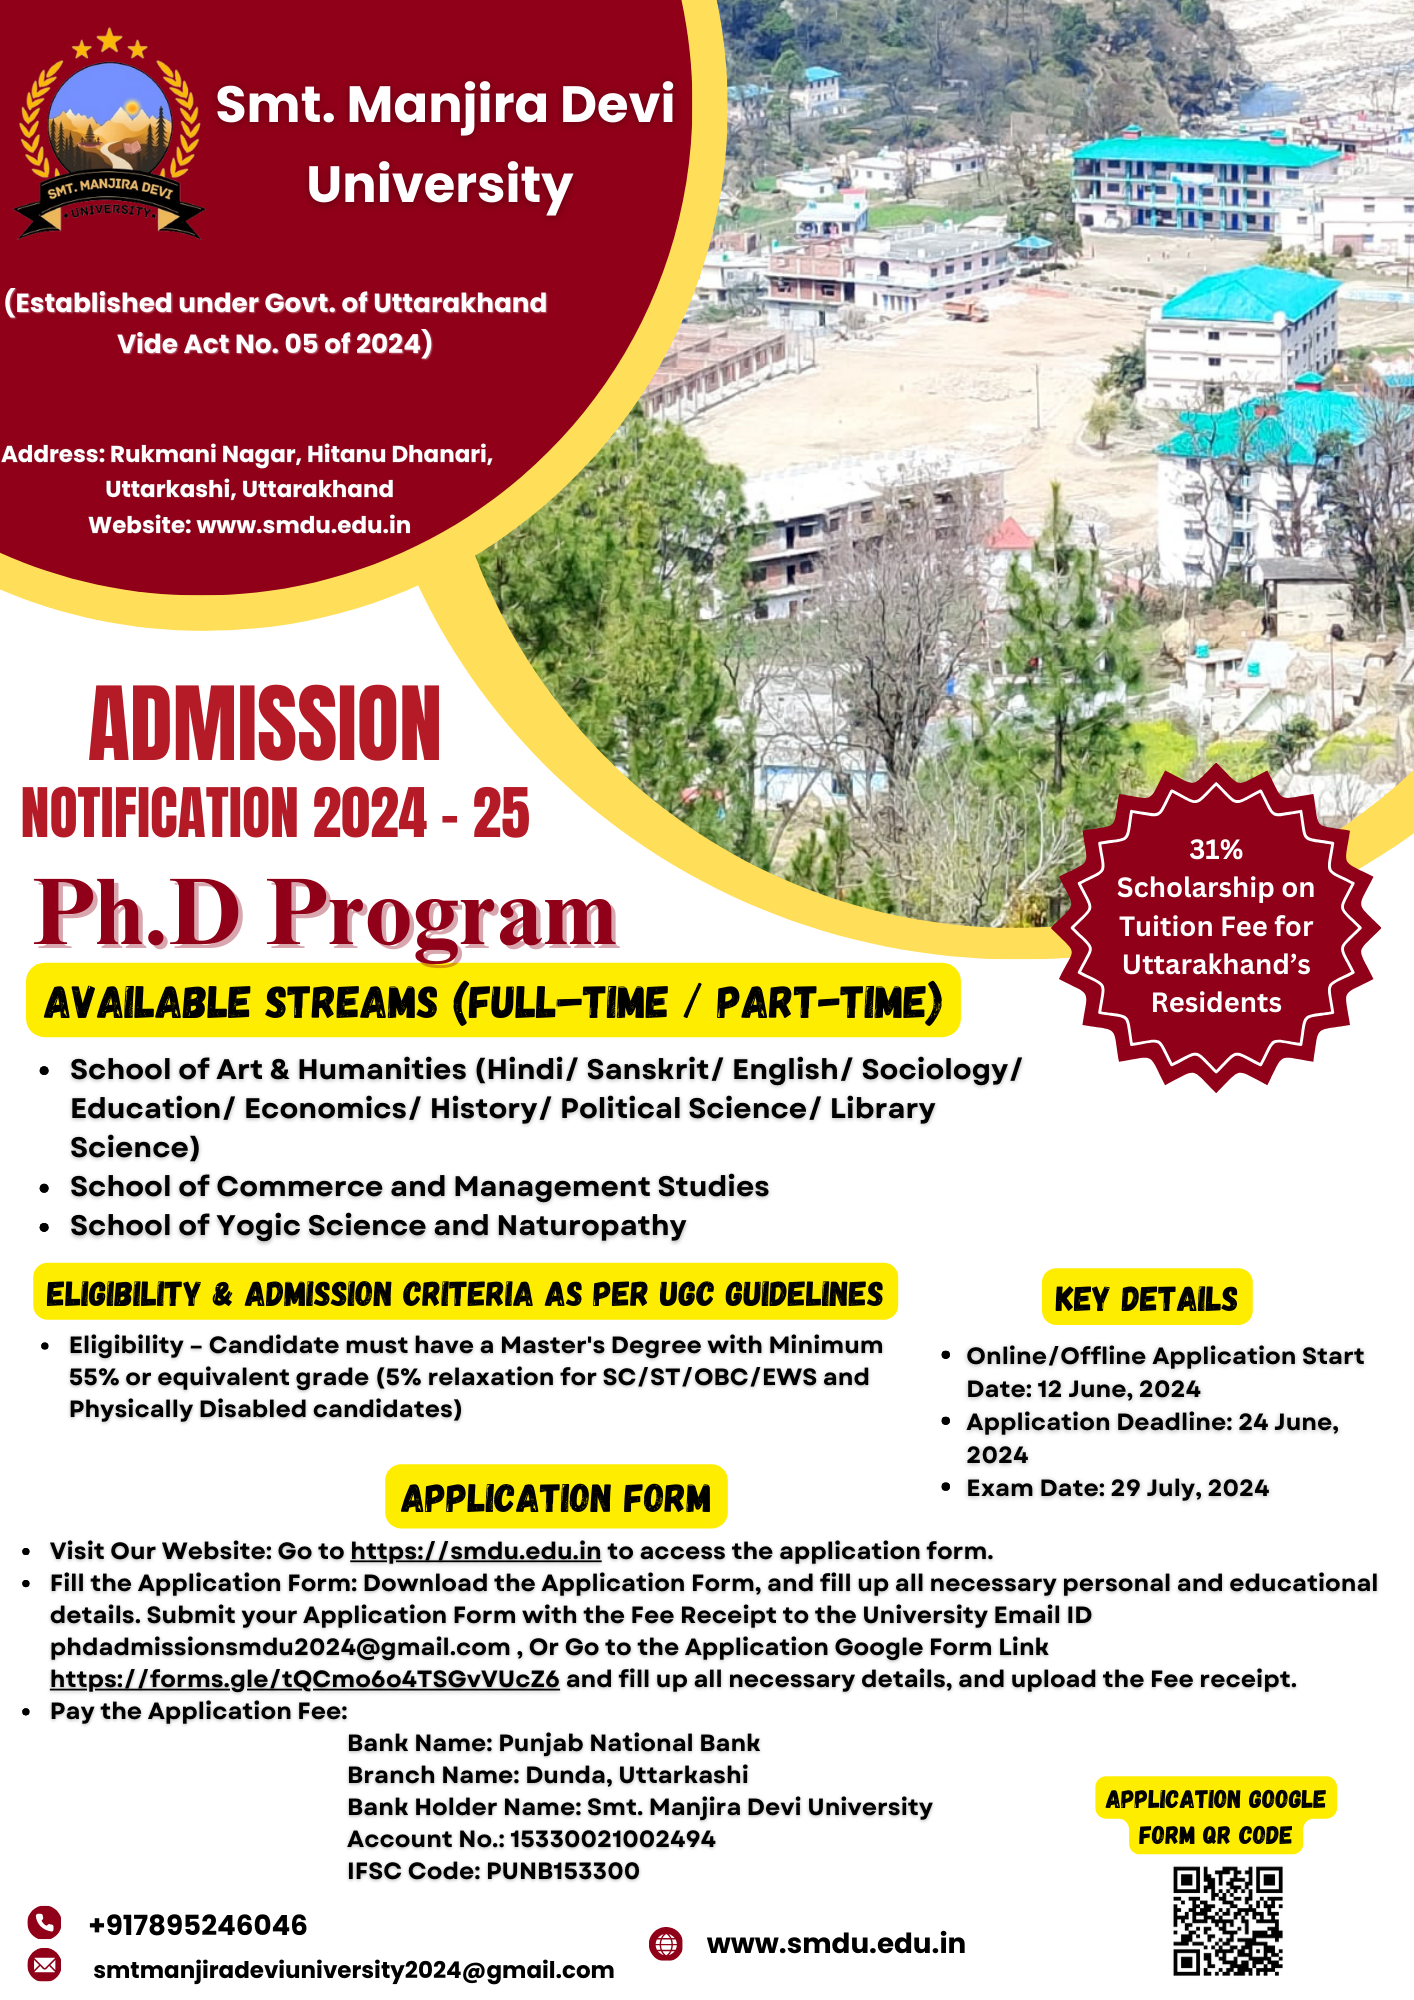 SMT. MANJIRA DEVI
UNIVERSITY
Smt. Manjira Devi
University
(Established under Govt. of Uttarakhand
Vide Act No. 05 of 2024)
Address: Rukmani Nagar, Hitanu Dhanari,
Uttarkashi, Uttarakhand
Website: www.smdu.edu.in
ADMISSION
NOTIFICATION 2024 - 25
Ph.D Program
31%
Scholarship on
Tuition Fee for
Uttarakhand’s
Residents
AVAILABLE STREAMS (FULL-TIME / PART-TIME)
• School of Art & Humanities (Hindi/ Sanskrit/ English/ Sociology/
Education/ Economics/ History/ Political Science/ Library
Science)
• School of Commerce and Management Studies
• School of Yogic Science and Naturopathy
ELIGIBILITY & ADMISSION CRITERIA AS PER UGC GUIDELINES
• Eligibility – Candidate must have a Master's Degree with Minimum
55% or equivalent grade (5% relaxation for SC/ST/OBC/EWS and
Physically Disabled candidates)
KEY DETAILS
• Online/Offline Application Start
Date: 12 June, 2024
• Application Deadline: 24 June,
2024
• Exam Date: 29 July, 2024
APPLICATION FORM
• Visit Our Website: Go to https://smdu.edu.in to access the application form.
• Fill the Application Form: Download the Application Form, and fill up all necessary personal and educational
details. Submit your Application Form with the Fee Receipt to the University Email ID
phdadmissionsmdu2024@gmail.com , Or Go to the Application Google Form Link
https://forms.gle/tQCmo6o4TSGvVUcZ6 and fill up all necessary details, and upload the Fee receipt.
• Pay the Application Fee:
Bank Name: Punjab National Bank
Branch Name: Dunda, Uttarkashi
Bank Holder Name: Smt. Manjira Devi University
Account No.: 15330021002494
IFSC Code: PUNB153300
APPLICATION GOOGLE
FORM QR CODE
+917895246046
smtmanjiradeviuniversity2024@gmail.com
www.smdu.edu.in